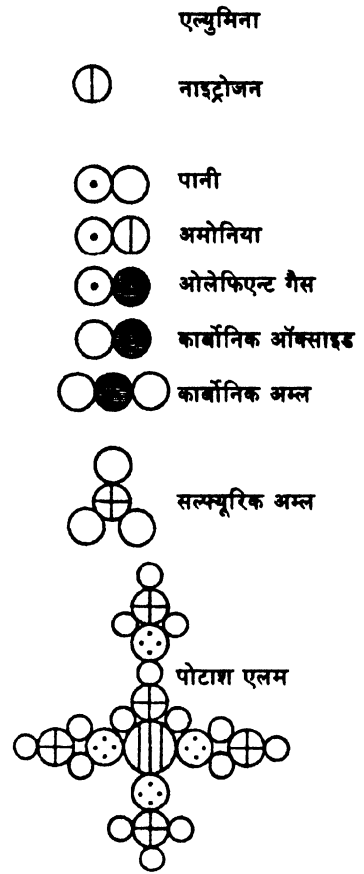 एल्युमिना
नाइट्रोजन
पानी
अमोनिया
ओलेफिएन्ट गैस
कार्बोनिक ऑक्साइड
कार्बोनिक अम्ल
सल्फ्यूरिक अम्ल
पोटाश एलम